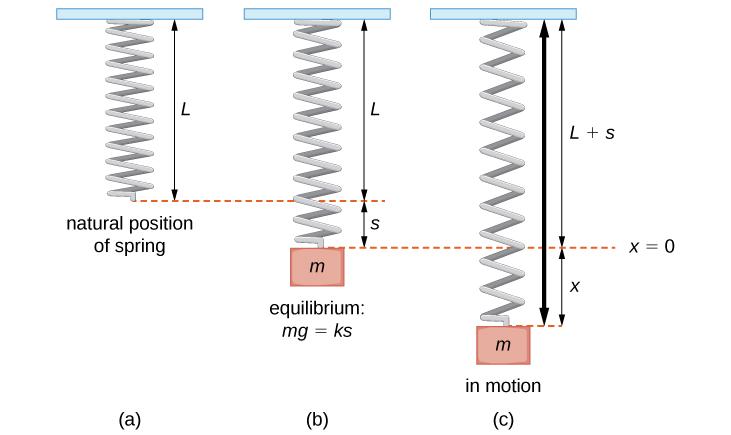 L
natural position
of spring
(a)
L
s
m
equilibrium:
mg = ks
(b)
L + s
x = 0
x
m
in motion
(c)